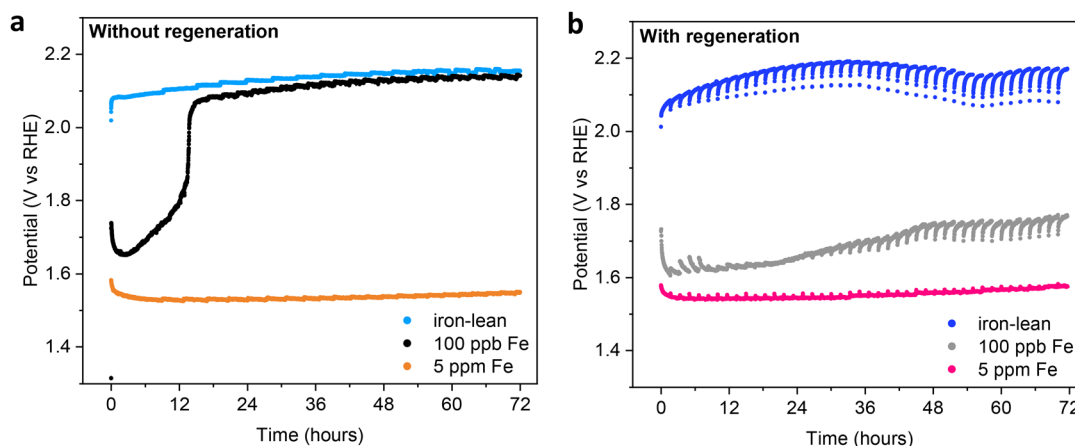 a
Without regeneration
2.2
2.0
1.8
1.6
1.4
Potential (V vs RHE)
iron-lean
100 ppb Fe
5 ppm Fe
0 12 24 36 48 60 72
Time (hours)
b
With regeneration
2.2
2.0
1.8
1.6
1.4
Potential (V vs RHE)
iron-lean
100 ppb Fe
5 ppm Fe
0 12 24 36 48 60 72
Time (hours)